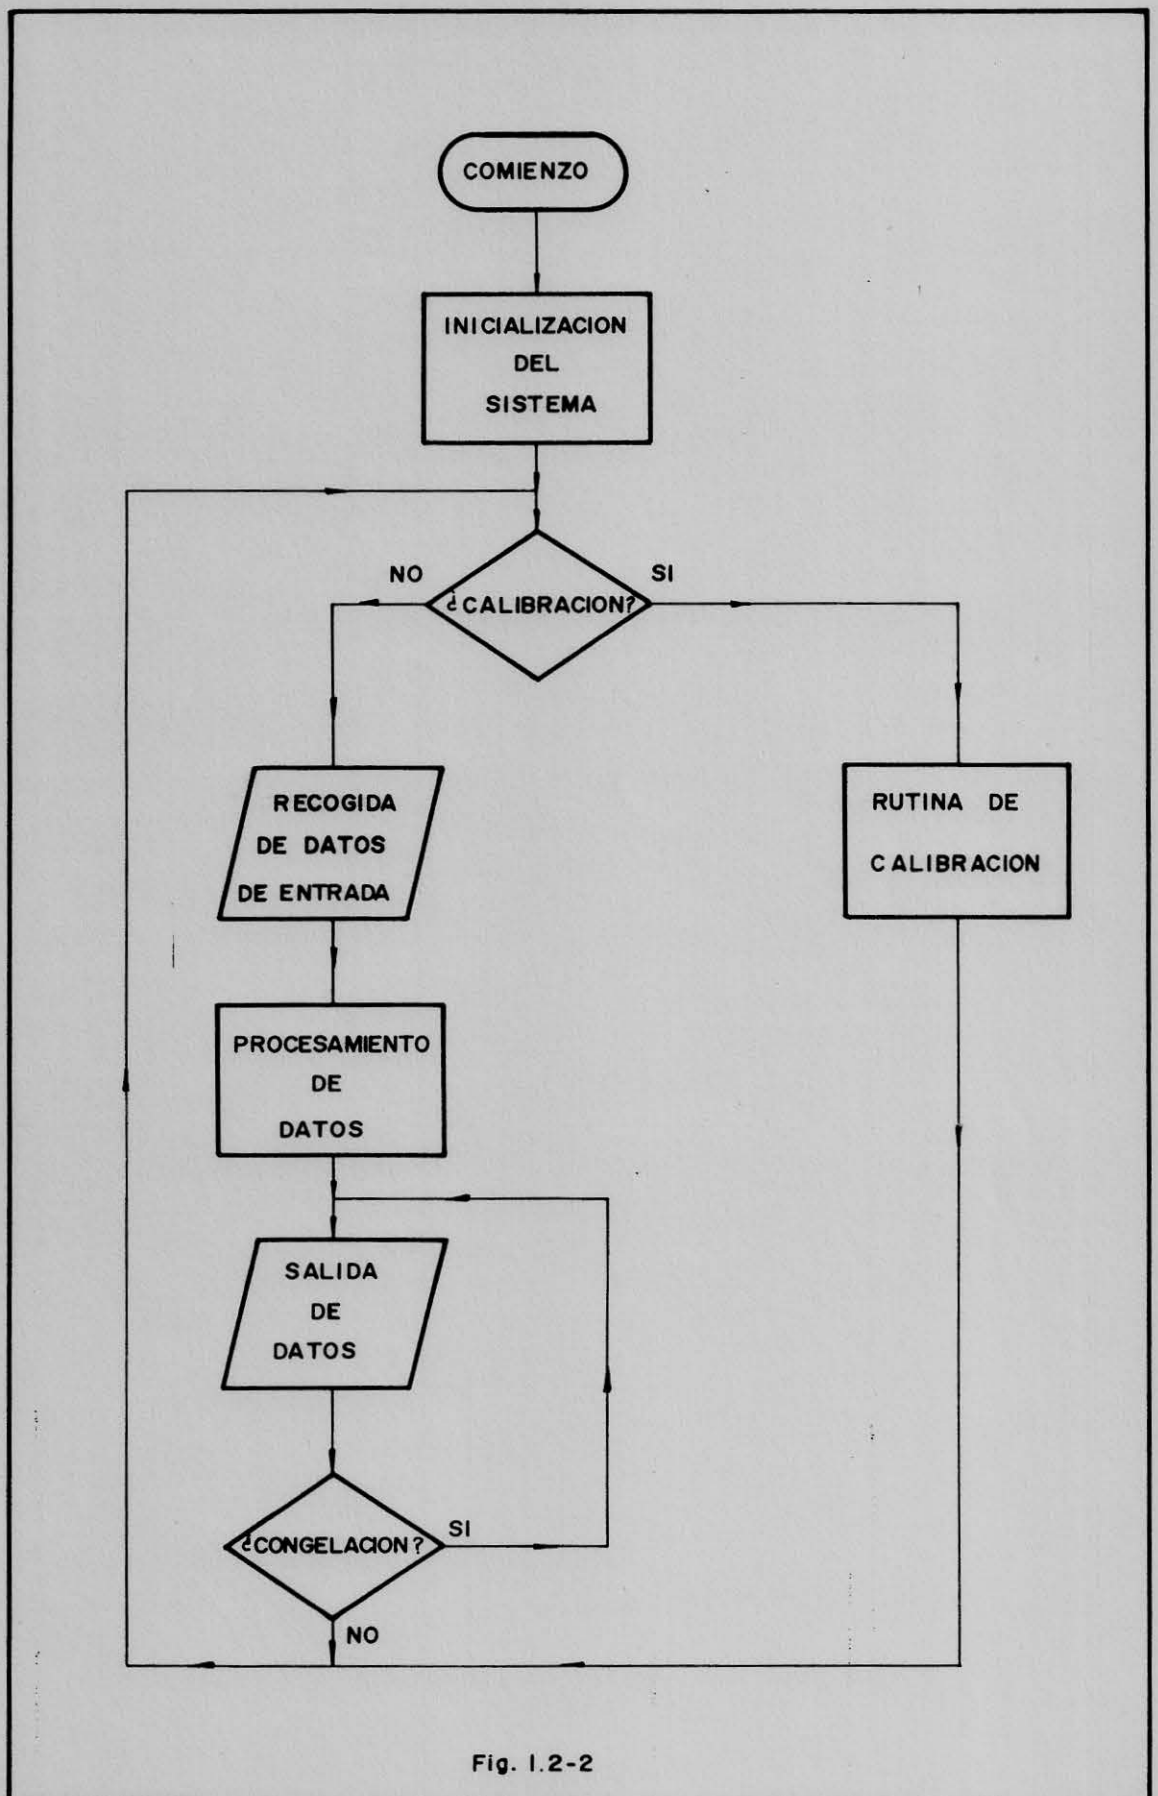 COMIENZO
INICIALIZACION
DEL
SISTEMA
¿CALIBRACION?
NO
SI
RECOGIDA
DE DATOS
DE ENTRADA
RUTINA DE
CALIBRACION
PROCESAMIENTO
DE
DATOS
SALIDA
DE
DATOS
¿CONGELACION?
SI
NO
Fig. 1.2-2